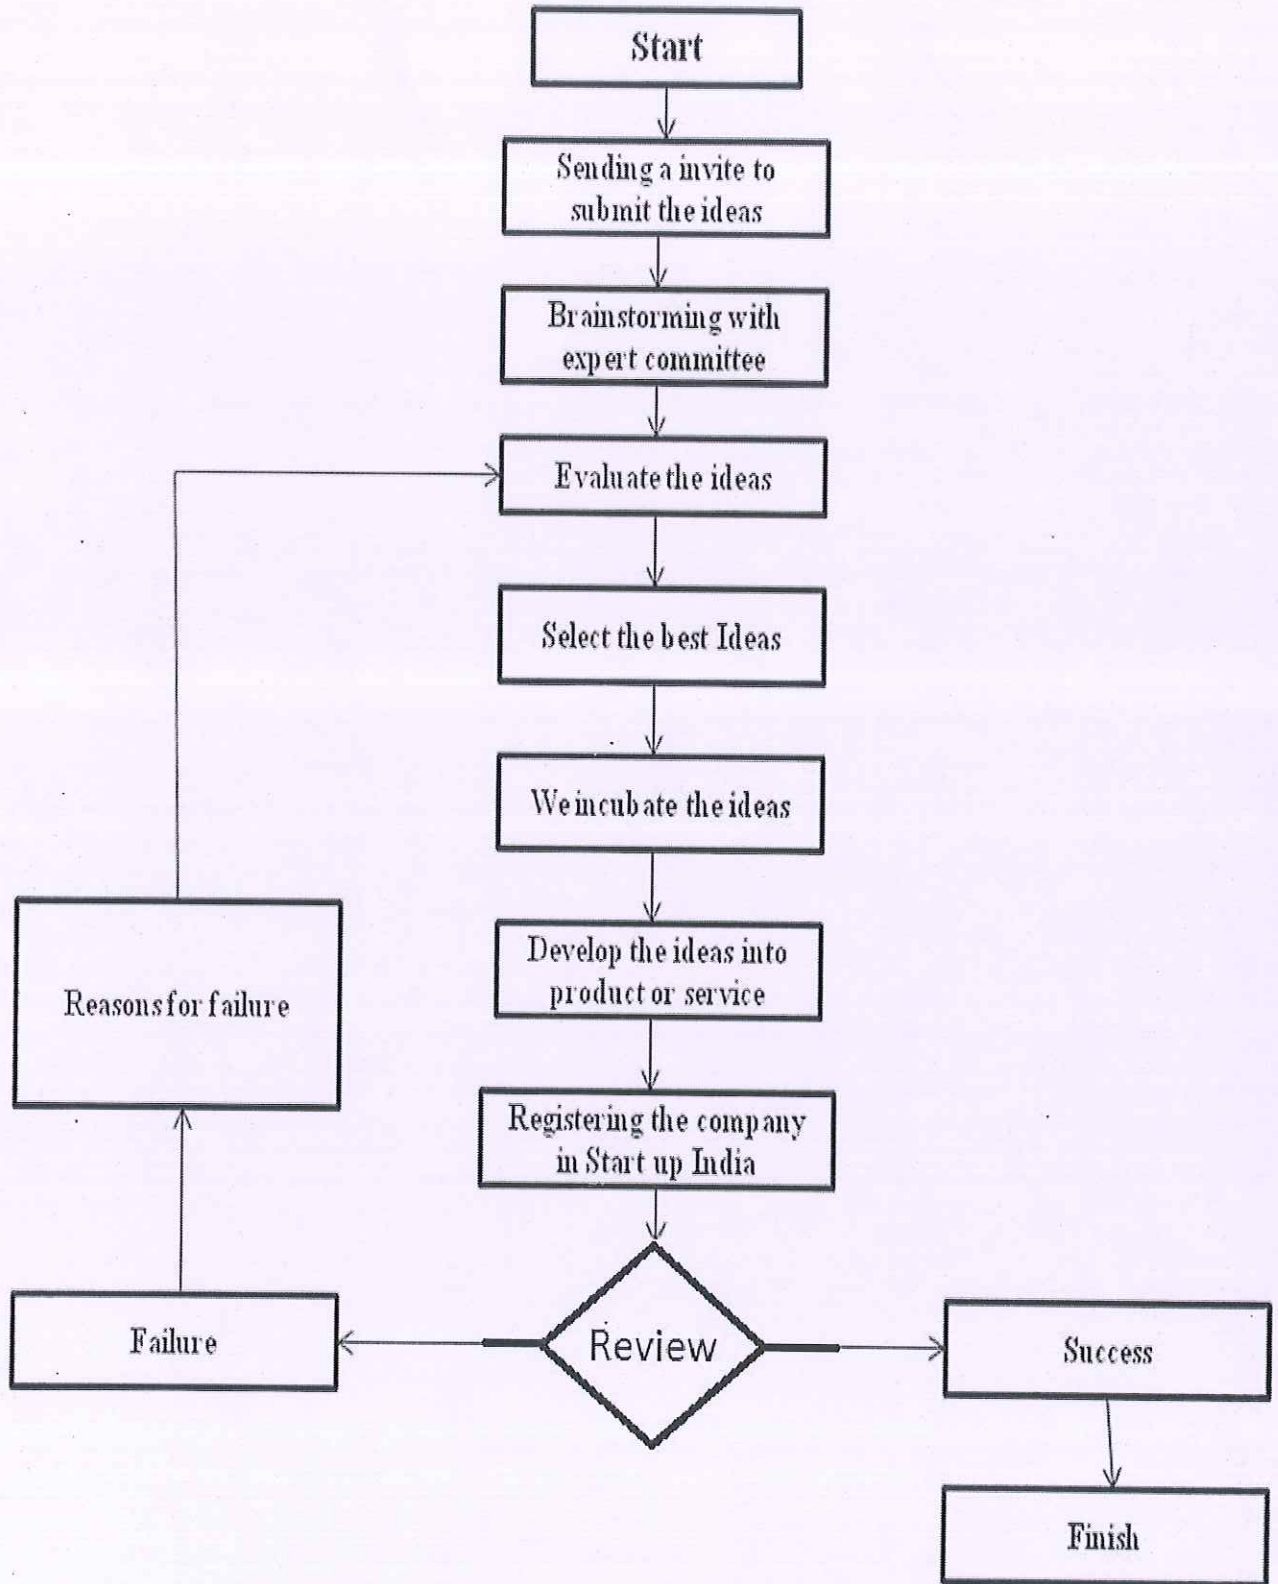 Start
Sending a invite to
submit the ideas
Brainstorming with
expert committee
Evaluate the ideas
Select the best Ideas
We incubate the ideas
Develop the ideas into
product or service
Reasons for failure
Registering the company
in Start up India
Failure
Review
Success
Finish